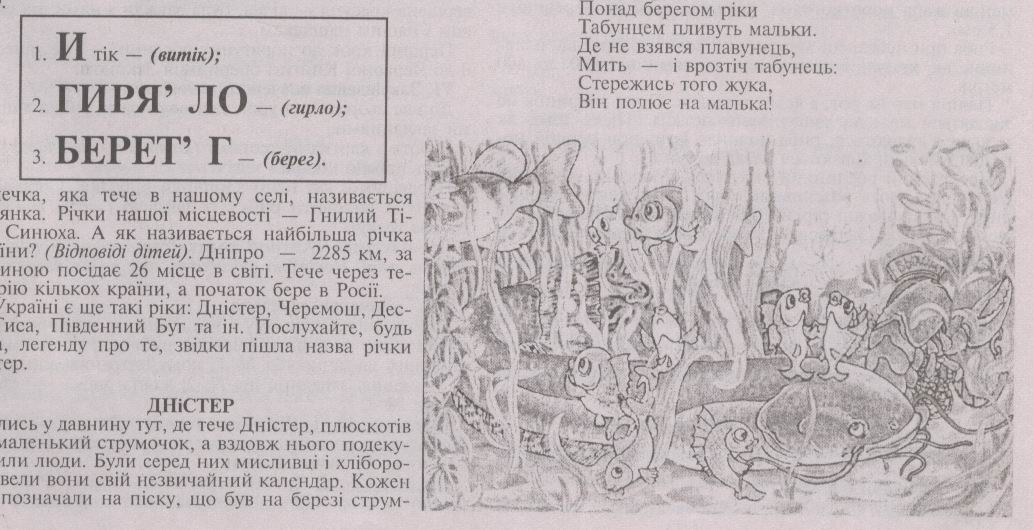 1. И тік — (витік);
2. ГИРЯ’ ЛО — (гирло);
3. БЕРЕТ’ Г — (берег).
ечка, яка тече в нашому селі, називається
янка. Річки нашої місцевості — Гнилий Ті-
Синюха. А як називається найбільша річка
їни? (Відповіді дітей). Дніпро — 2285 км, за
иною посідає 26 місце в світі. Тече через те-
рію кількох країни, а початок бере в Росії.
Україні є ще такі ріки: Дністер, Черемош, Дес-
Тиса, Південний Буг та ін. Послухайте, будь
, легенду про те, звідки пішла назва річки
тер.
ДНіСТЕР
лись у давнину тут, де тече Дністер, плюскотів
маленький струмочок, а вздовж нього подеку-
или люди. Були серед них мисливці і хліборо-
вели вони свій незвичайний календар. Кожен
позначали на піску, що був на березі струм-
Понад берегом ріки
Табунцем пливуть мальки.
Де не взявся плавунець,
Мить — і врозтіч табунець:
Стережись того жука,
Він полює на малька!